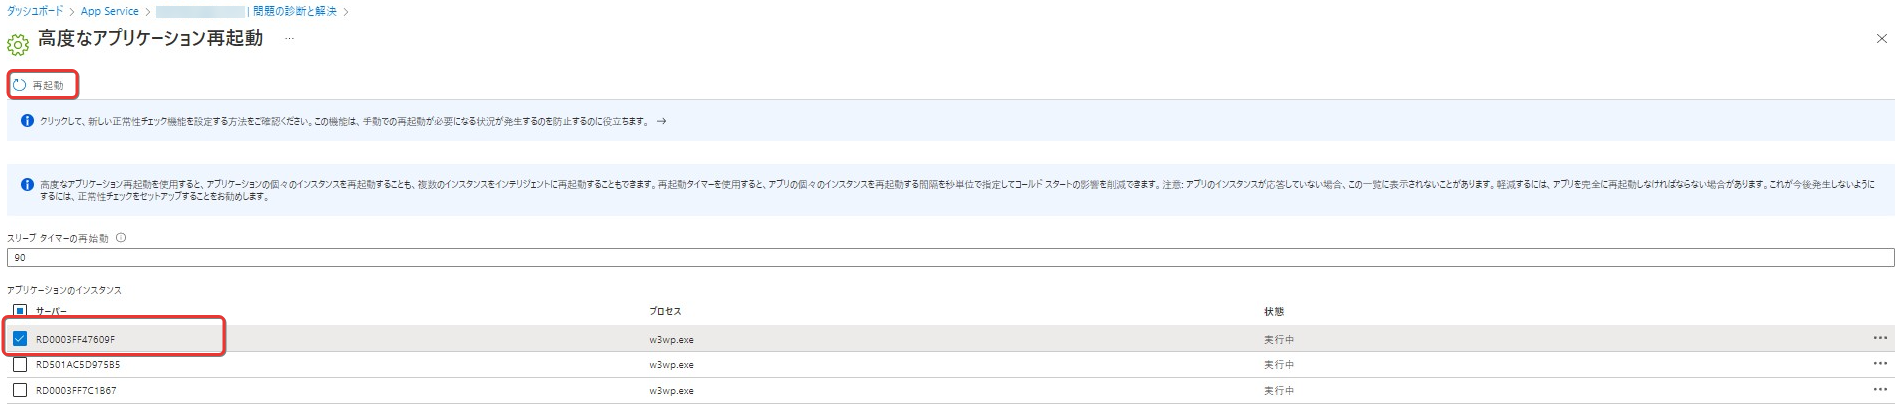 ダッシュボード > App Service > | 問題の診断と解決 >
高度なアプリケーション再起動 …
再起動
クリックして、新しい正常性チェック機能を設定する方法をご確認ください。この機能は、手動での再起動が必要になる状況が発生するのを防止するのに役立ちます。 →
高度なアプリケーション再起動を使用すると、アプリケーションの個々のインスタンスを再起動することも、複数のインスタンスをインテリジェントに再起動することもできます。再起動タイマーを使用すると、アプリの個々のインスタンスを再起動する間隔を秒単位で指定してコールド スタートの影響を削減できます。注意: アプリのインスタンスが応答していない場合、この一覧に表示されないことがあります。軽減するには、アプリを完全に再起動しなければならない場合があります。これが今後発生しないように
するには、正常性チェックをセットアップすることをお勧めします。
スリープ タイマーの再始動
90
アプリケーションのインスタンス
サーバー プロセス 状態
RD0003FF47609F w3wp.exe 実行中
RD501AC5D975B5 w3wp.exe 実行中
RD0003FF7C1B67 w3wp.exe 実行中